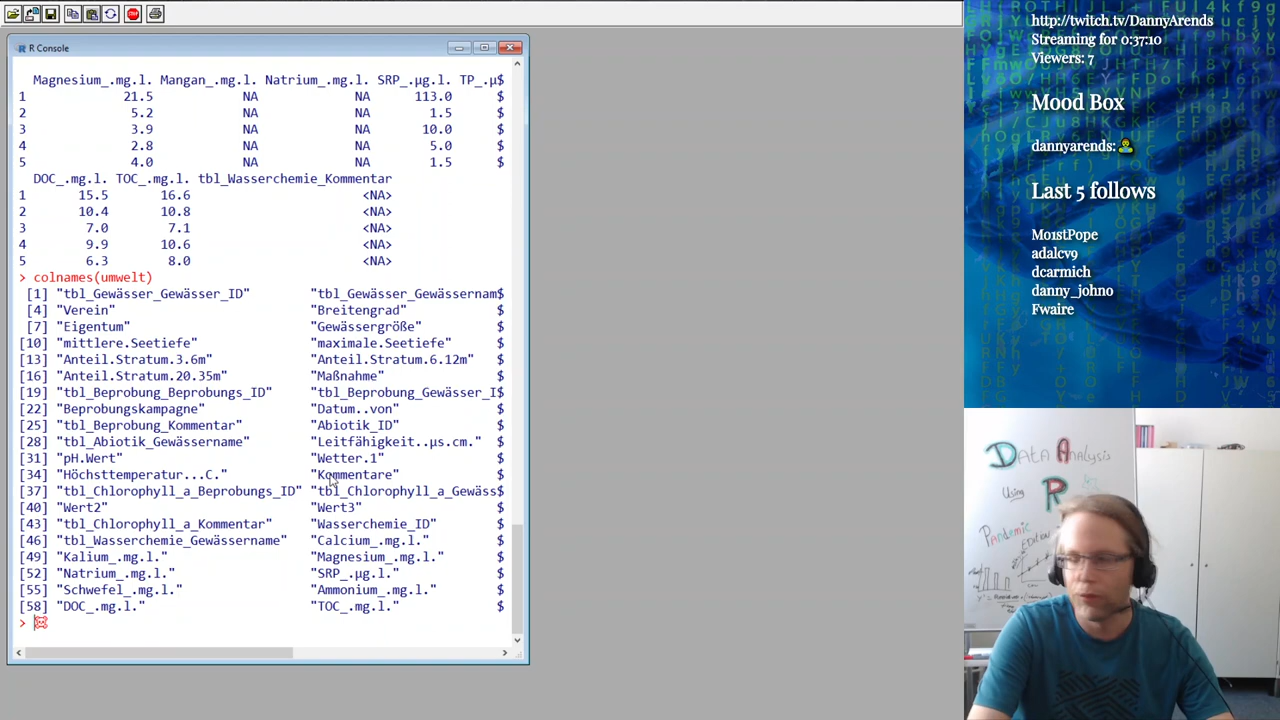 R Console
Magnesium_.mg.l. Mangan_.mg.l. Natrium_.mg.l. SRP_.µg.l. TP_.µ$
1 21.5 NA NA 113.0 $
2 5.2 NA NA 1.5 $
3 3.9 NA NA 10.0 $
4 2.8 NA NA 5.0 $
5 4.0 NA NA 1.5 $
DOC_.mg.l. TOC_.mg.l. tbl_Wasserchemie_Kommentar
1 15.5 16.6 <NA>
2 10.4 10.8 <NA>
3 7.0 7.1 <NA>
4 9.9 10.6 <NA>
5 6.3 8.0 <NA>
> colnames(umwelt)
[1] "tbl_Gewässer_Gewässer_ID" "tbl_Gewässer_Gewässernam$
[4] "Verein" "Breitengrad" $
[7] "Eigentum" "Gewässergröße" $
[10] "mittlere.Seetiefe" "maximale.Seetiefe" $
[13] "Anteil.Stratum.3.6m" "Anteil.Stratum.6.12m" $
[16] "Anteil.Stratum.20.35m" "Maßnahme" $
[19] "tbl_Beprobung_Beprobungs_ID" "tbl_Beprobung_Gewässer_I$
[22] "Beprobungskampagne" "Datum..von" $
[25] "tbl_Beprobung_Kommentar" "Abiotik_ID" $
[28] "tbl_Abiotik_Gewässername" "Leitfähigkeit..µs.cm." $
[31] "pH.Wert" "Wetter.1" $
[34] "Höchsttemperatur...C." "Kommentare" $
[37] "tbl_Chlorophyll_a_Beprobungs_ID" "tbl_Chlorophyll_a_Gewäss$
[40] "Wert2" "Wert3" $
[43] "tbl_Chlorophyll_a_Kommentar" "Wasserchemie_ID" $
[46] "tbl_Wasserchemie_Gewässername" "Calcium_.mg.l." $
[49] "Kalium_.mg.l." "Magnesium_.mg.l." $
[52] "Natrium_.mg.l." "SRP_.µg.l." $
[55] "Schwefel_.mg.l." "Ammonium_.mg.l." $
[58] "DOC_.mg.l." "TOC_.mg.l." $
>
http://twitch.tv/DannyArends
Streaming for 0:37:10
Viewers: 7
Mood Box
dannyarends:
Last 5 follows
Mo1stPope
adalcv9
dcarmich
danny_johno
Fwaire
DATA ANALYSIS
Using R
Pandemic
EDITION